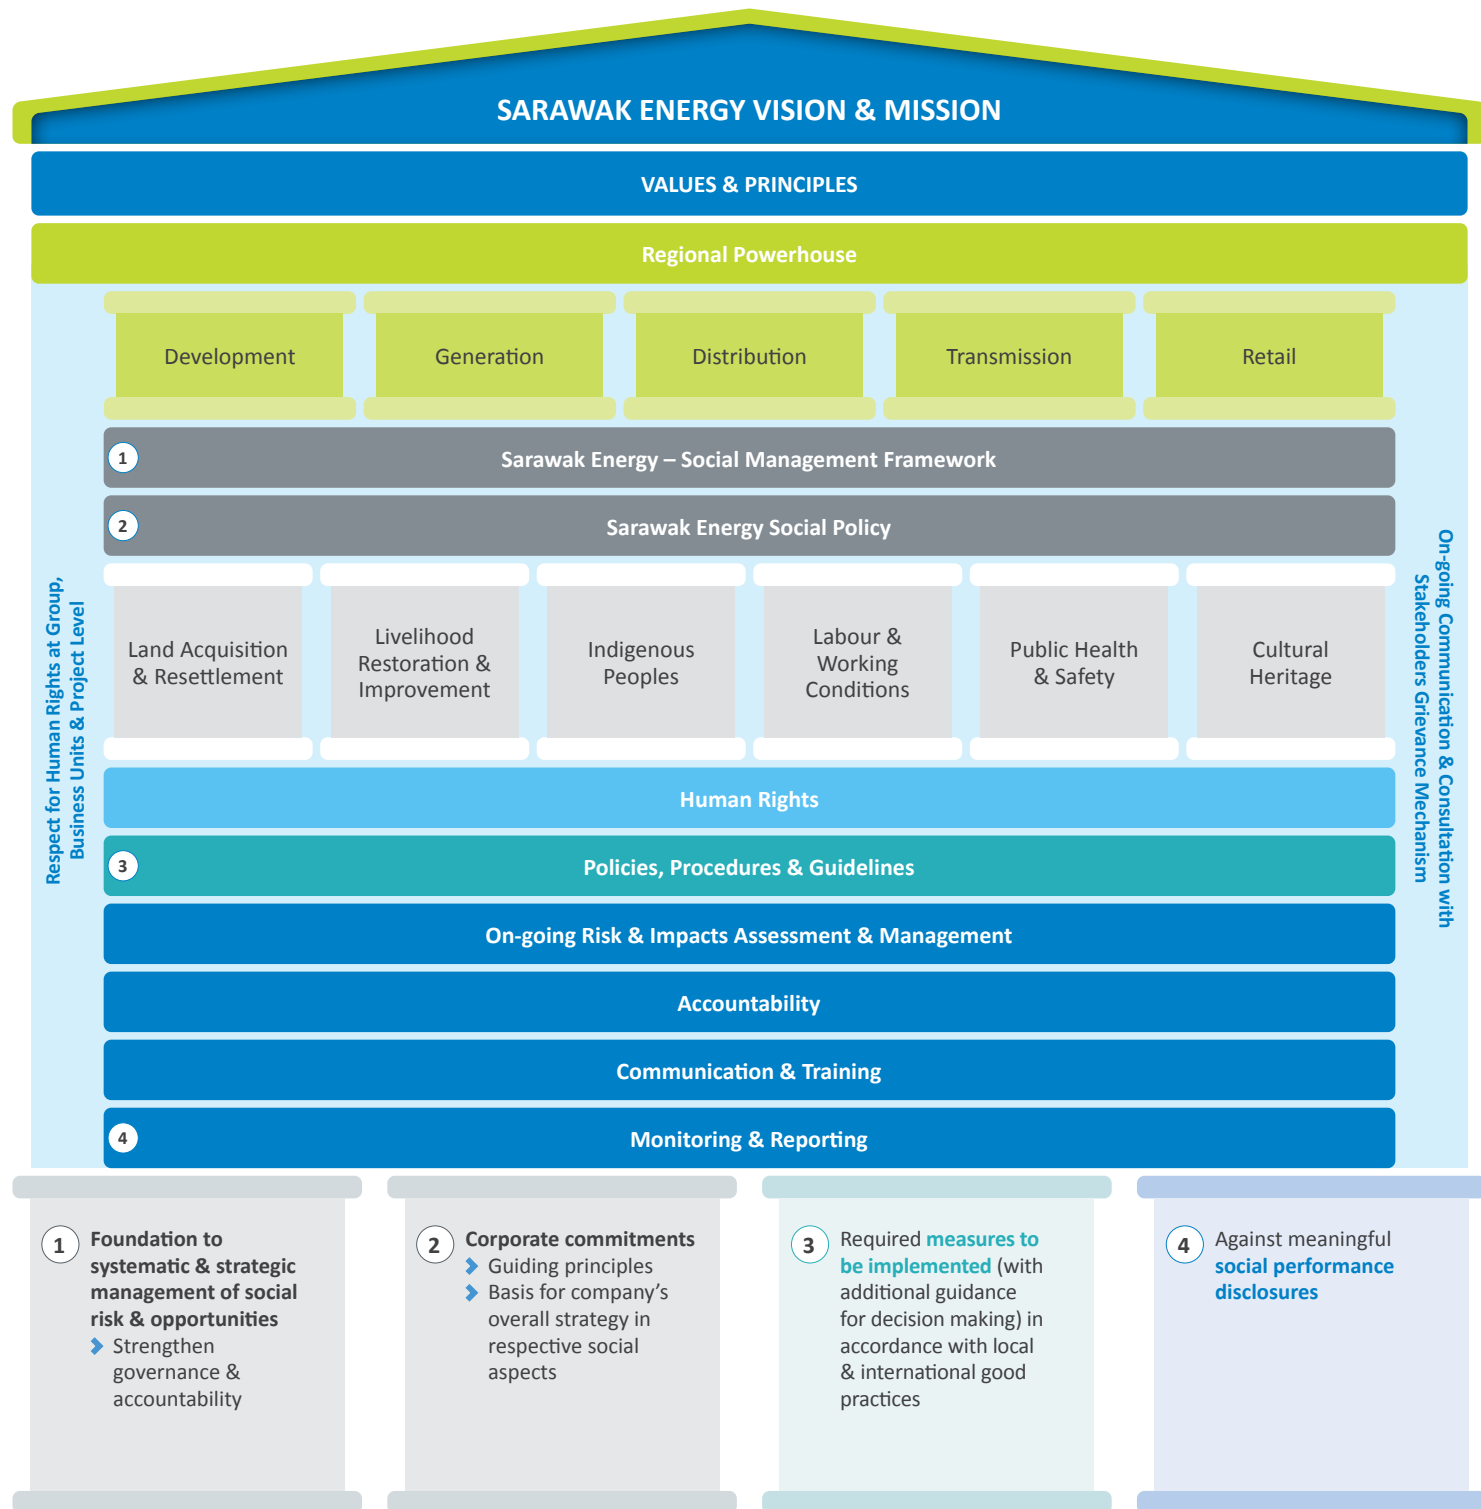 SARAWAK ENERGY VISION & MISSION
VALUES & PRINCIPLES
Regional Powerhouse
Development
Generation
Distribution
Transmission
Retail
1
Sarawak Energy – Social Management Framework
2
Sarawak Energy Social Policy
Respect for Human Rights at Group,
Business Units & Project Level
Land Acquisition
& Resettlement
Livelihood
Restoration &
Improvement
Indigenous
Peoples
Labour &
Working
Conditions
Public Health
& Safety
Cultural
Heritage
On-going Communication & Consultation with
Stakeholders Grievance Mechanism
Human Rights
3
Policies, Procedures & Guidelines
On-going Risk & Impacts Assessment & Management
Accountability
Communication & Training
4
Monitoring & Reporting
1
Foundation to
systematic & strategic
management of social
risk & opportunities
Strengthen
governance &
accountability
2
Corporate commitments
Guiding principles
Basis for company’s
overall strategy in
respective social
aspects
3
Required measures to
be implemented (with
additional guidance
for decision making) in
accordance with local
& international good
practices
4
Against meaningful
social performance
disclosures